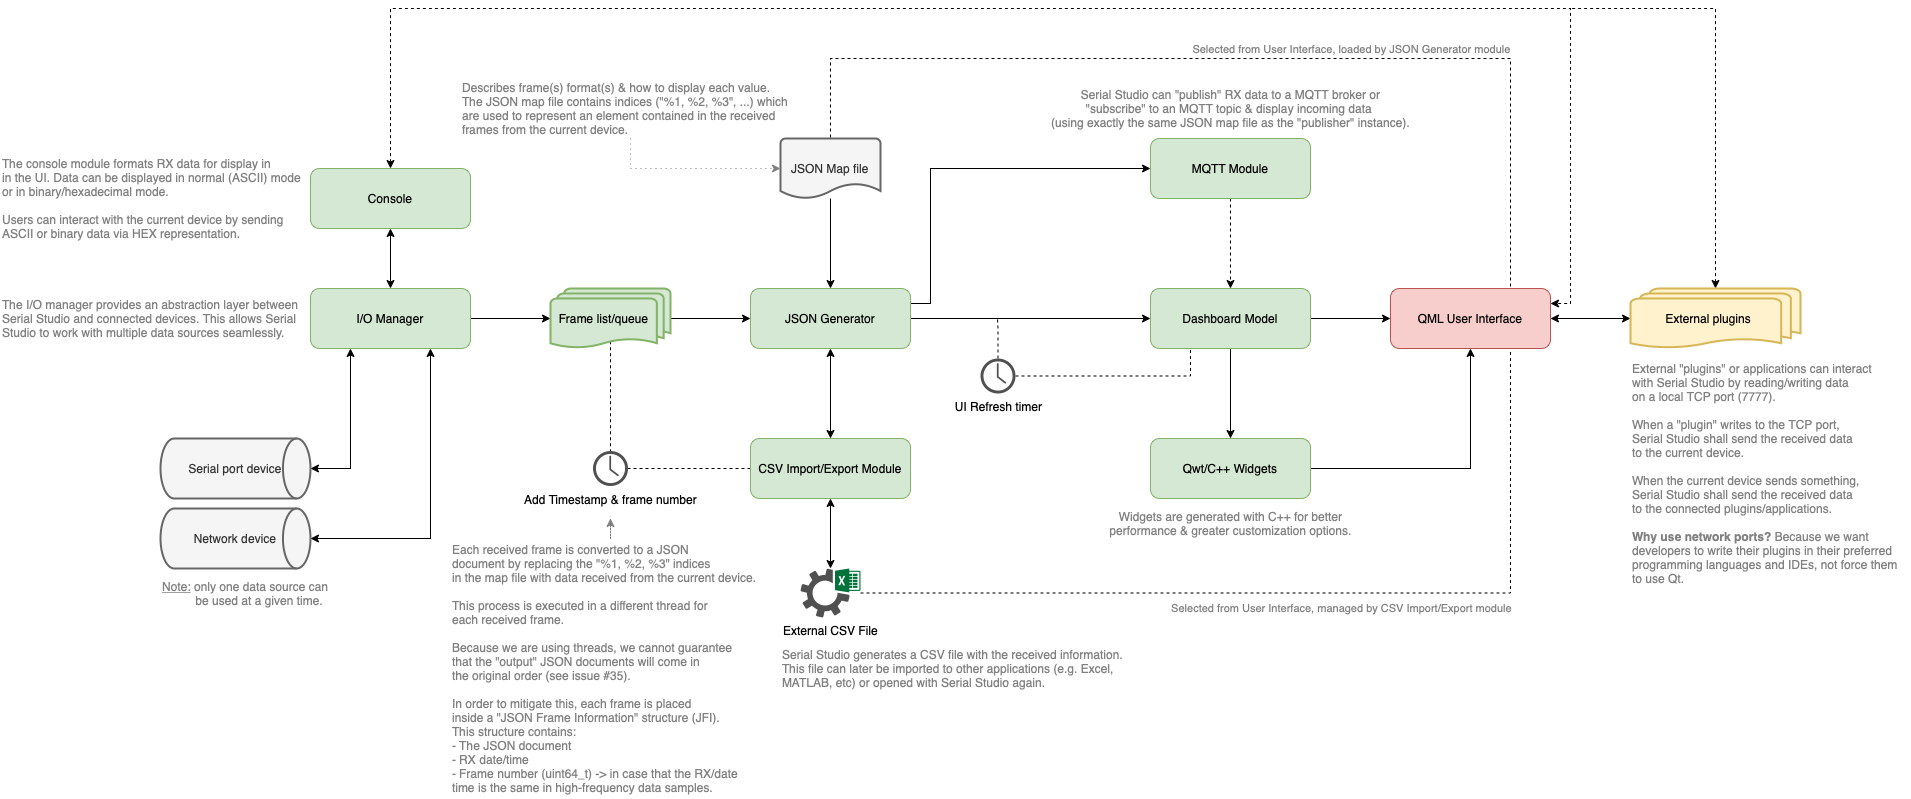 Selected from User Interface, loaded by JSON Generator module
Describes frame(s) format(s) & how to display each value.
The JSON map file contains indices ("%1, %2, %3", ...) which
are used to represent an element contained in the received
frames from the current device.
Serial Studio can "publish" RX data to a MQTT broker or
"subscribe" to an MQTT topic & display incoming data
(using exactly the same JSON map file as the "publisher" instance).
The console module formats RX data for display in
in the UI. Data can be displayed in normal (ASCII) mode
or in binary/hexadecimal mode.
Users can interact with the current device by sending
ASCII or binary data via HEX representation.
Console
JSON Map file
MQTT Module
The I/O manager provides an abstraction layer between
Serial Studio and connected devices. This allows Serial
Studio to work with multiple data sources seamlessly.
I/O Manager
Frame list/queue
JSON Generator
Dashboard Model
QML User Interface
External plugins
UI Refresh timer
External "plugins" or applications can interact
with Serial Studio by reading/writing data
on a local TCP port (7777).
When a "plugin" writes to the TCP port,
Serial Studio shall send the received data
to the current device.
When the current device sends something,
Serial Studio shall send the received data
to the connected plugins/applications.
Why use network ports? Because we want
developers to write their plugins in their preferred
programming languages and IDEs, not force them
to use Qt.
Serial port device
Network device
Note: only one data source can
be used at a given time.
Add Timestamp & frame number
CSV Import/Export Module
Qwt/C++ Widgets
Widgets are generated with C++ for better
performance & greater customization options.
Each received frame is converted to a JSON
document by replacing the "%1, %2, %3" indices
in the map file with data received from the current device.
This process is executed in a different thread for
each received frame.
Because we are using threads, we cannot guarantee
that the "output" JSON documents will come in
the original order (see issue #35).
In order to mitigate this, each frame is placed
inside a "JSON Frame Information" structure (JFI).
This structure contains:
- The JSON document
- RX date/time
- Frame number (uint64_t) -> in case that the RX/date
time is the same in high-frequency data samples.
X
External CSV File
Selected from User Interface, managed by CSV Import/Export module
Serial Studio generates a CSV file with the received information.
This file can later be imported to other applications (e.g. Excel,
MATLAB, etc) or opened with Serial Studio again.